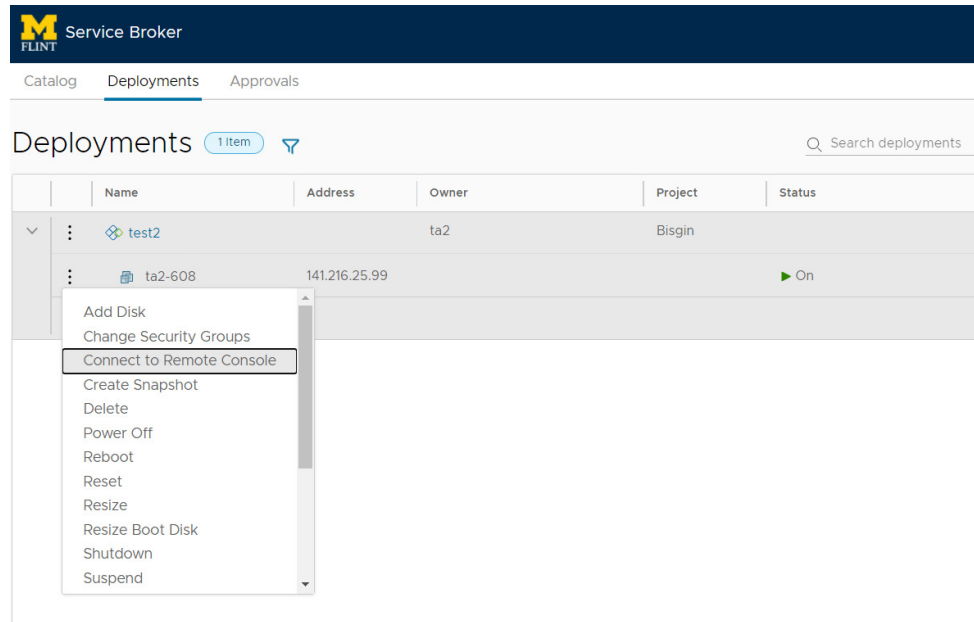 M
FLINT
Service Broker
Catalog Deployments Approvals
Deployments 1 Item Search deployments
Name Address Owner Project Status
test2 ta2 Bisgin
ta2-608 141.216.25.99 On
Add Disk
Change Security Groups
Connect to Remote Console
Create Snapshot
Delete
Power Off
Reboot
Reset
Resize
Resize Boot Disk
Shutdown
Suspend